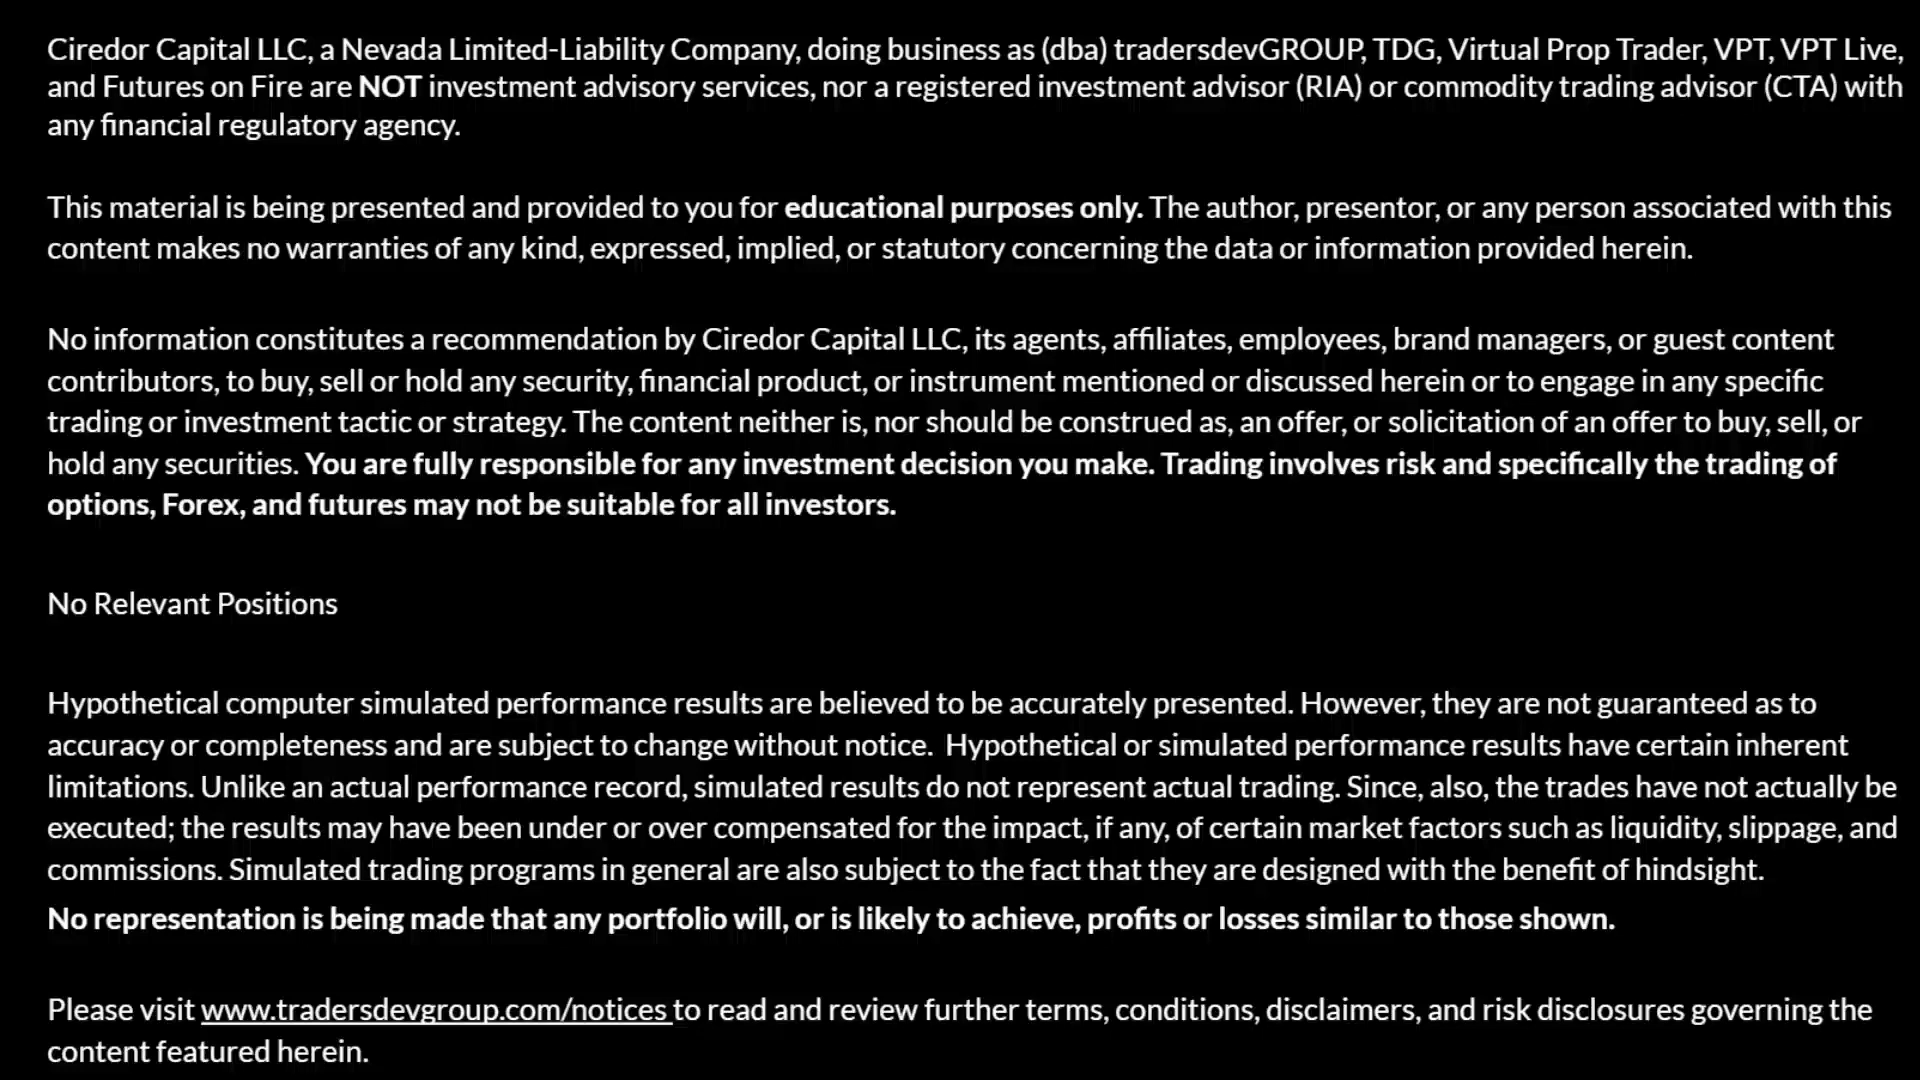 Ciredor Capital LLC, a Nevada Limited-Liability Company, doing business as (dba) tradersdevGROUP, TDG, Virtual Prop Trader, VPT, VPT Live,
and Futures on Fire are NOT investment advisory services, nor a registered investment advisor (RIA) or commodity trading advisor (CTA) with
any financial regulatory agency.
This material is being presented and provided to you for educational purposes only. The author, presentor, or any person associated with this
content makes no warranties of any kind, expressed, implied, or statutory concerning the data or information provided herein.
No information constitutes a recommendation by Ciredor Capital LLC, its agents, affiliates, employees, brand managers, or guest content
contributors, to buy, sell or hold any security, financial product, or instrument mentioned or discussed herein or to engage in any specific
trading or investment tactic or strategy. The content neither is, nor should be construed as, an offer, or solicitation of an offer to buy, sell, or
hold any securities. You are fully responsible for any investment decision you make. Trading involves risk and specifically the trading of
options, Forex, and futures may not be suitable for all investors.
No Relevant Positions
Hypothetical computer simulated performance results are believed to be accurately presented. However, they are not guaranteed as to
accuracy or completeness and are subject to change without notice.  Hypothetical or simulated performance results have certain inherent
limitations. Unlike an actual performance record, simulated results do not represent actual trading. Since, also, the trades have not actually be
executed; the results may have been under or over compensated for the impact, if any, of certain market factors such as liquidity, slippage, and
commissions. Simulated trading programs in general are also subject to the fact that they are designed with the benefit of hindsight.
No representation is being made that any portfolio will, or is likely to achieve, profits or losses similar to those shown.
Please visit www.tradersdevgroup.com/notices to read and review further terms, conditions, disclaimers, and risk disclosures governing the
content featured herein.